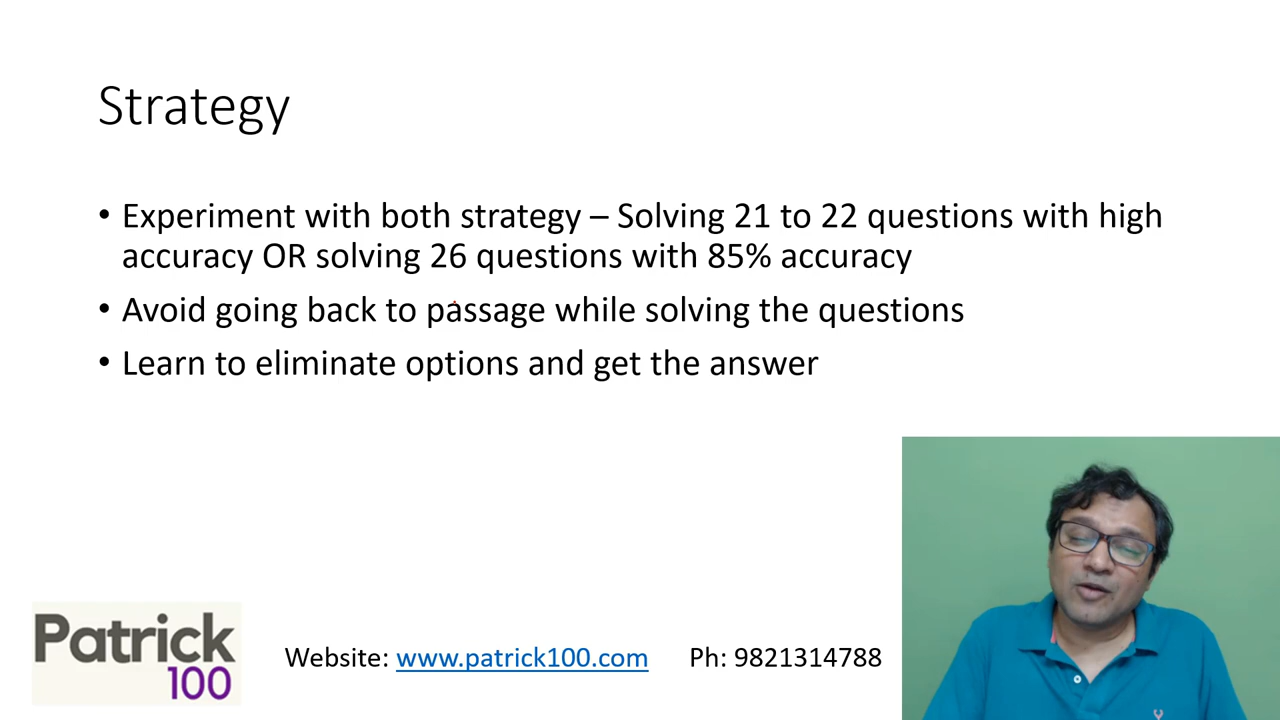 Strategy
• Experiment with both strategy – Solving 21 to 22 questions with high
accuracy OR solving 26 questions with 85% accuracy
• Avoid going back to passage while solving the questions
• Learn to eliminate options and get the answer
Patrick
100
Website: www.patrick100.com Ph: 9821314788